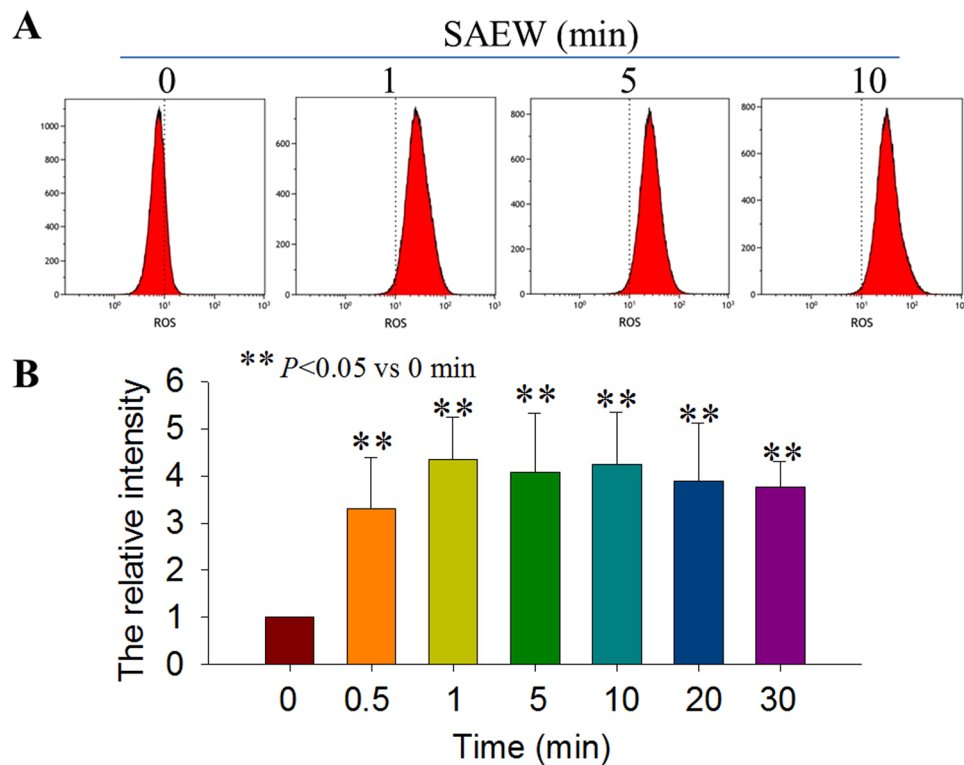 A
SAEW (min)
0 1 5 10
1000
800
600
400
200
0
10⁰ 10¹ 10² 10³
ROS
600
400
200
0
10⁰ 10¹ 10² 10³
ROS
800
600
400
200
0
10⁰ 10¹ 10² 10³
ROS
800
600
400
200
0
10⁰ 10¹ 10² 10³
ROS
B
** P<0.05 vs 0 min
The relative intensity
6
5
4
3
2
1
0
** ** ** ** ** **
0 0.5 1 5 10 20 30
Time (min)